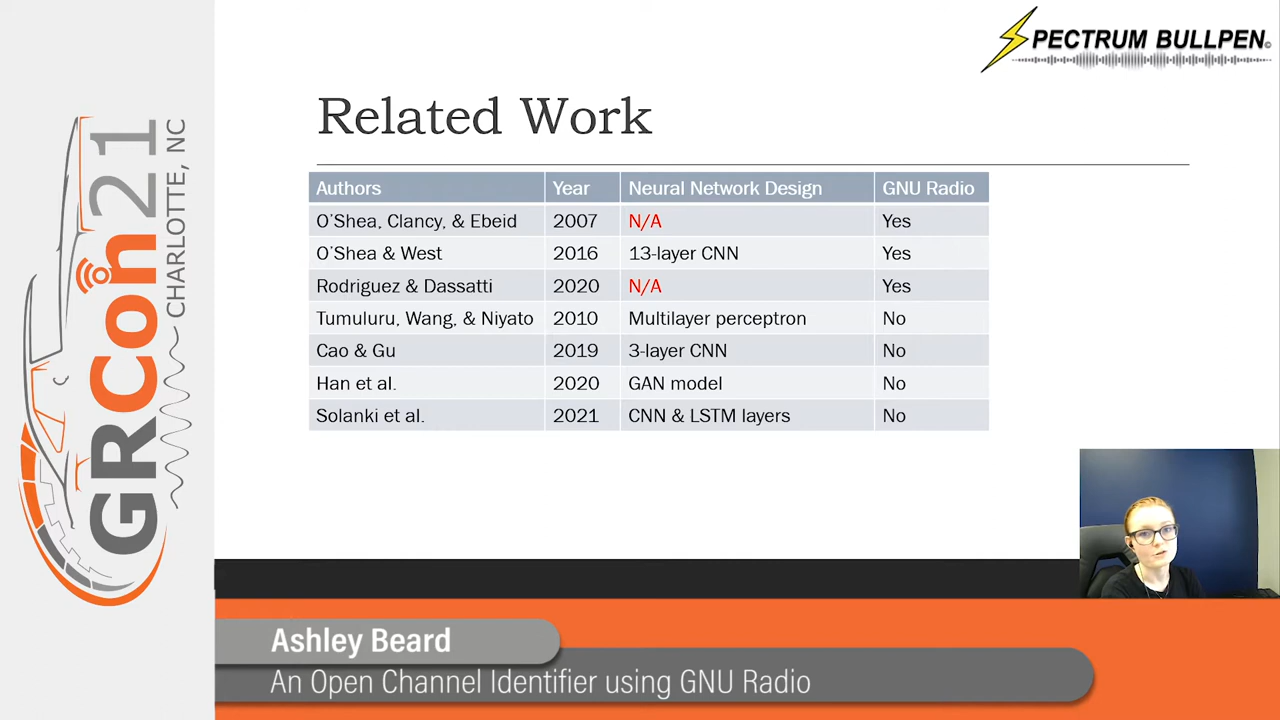 GRCon21
CHARLOTTE, NC
SPECTRUM BULLPEN©
Related Work
Authors Year Neural Network Design GNU Radio
O'Shea, Clancy, & Ebeid 2007 N/A Yes
O'Shea & West 2016 13-layer CNN Yes
Rodriguez & Dassatti 2020 N/A Yes
Tumuluru, Wang, & Niyato 2010 Multilayer perceptron No
Cao & Gu 2019 3-layer CNN No
Han et al. 2020 GAN model No
Solanki et al. 2021 CNN & LSTM layers No
Ashley Beard
An Open Channel Identifier using GNU Radio